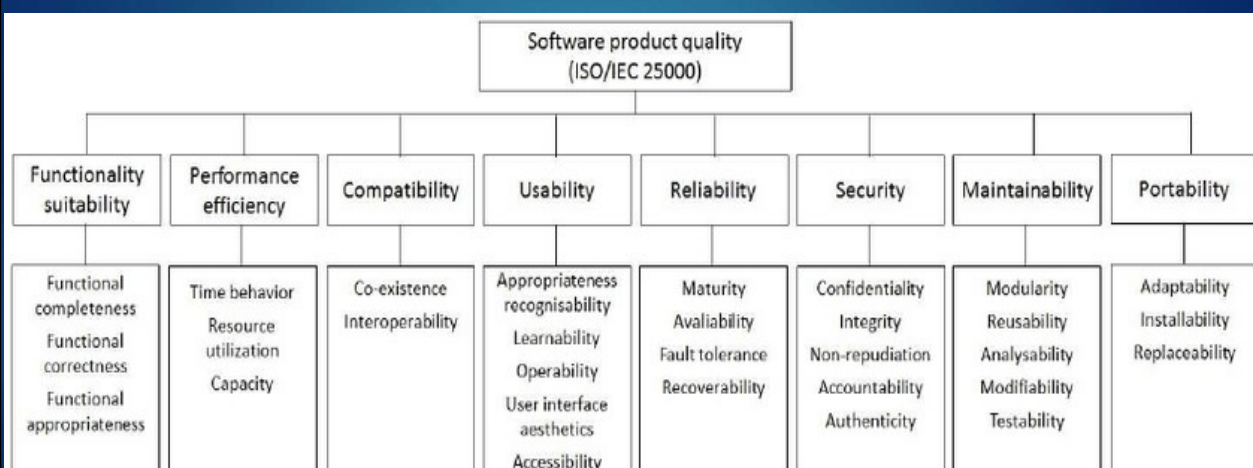 Software product quality
(ISO/IEC 25000)
Functionality
suitability
Performance
efficiency
Compatibility
Usability
Reliability
Security
Maintainability
Portability
Functional
completeness
Functional
correctness
Functional
appropriateness
Time behavior
Resource
utilization
Capacity
Co-existence
Interoperability
Appropriateness
recognisability
Learnability
Operability
User interface
aesthetics
Accessibility
Maturity
Avaliability
Fault tolerance
Recoverability
Confidentiality
Integrity
Non-repudiation
Accountability
Authenticity
Modularity
Reusability
Analysability
Modifiability
Testability
Adaptability
Installability
Replaceability